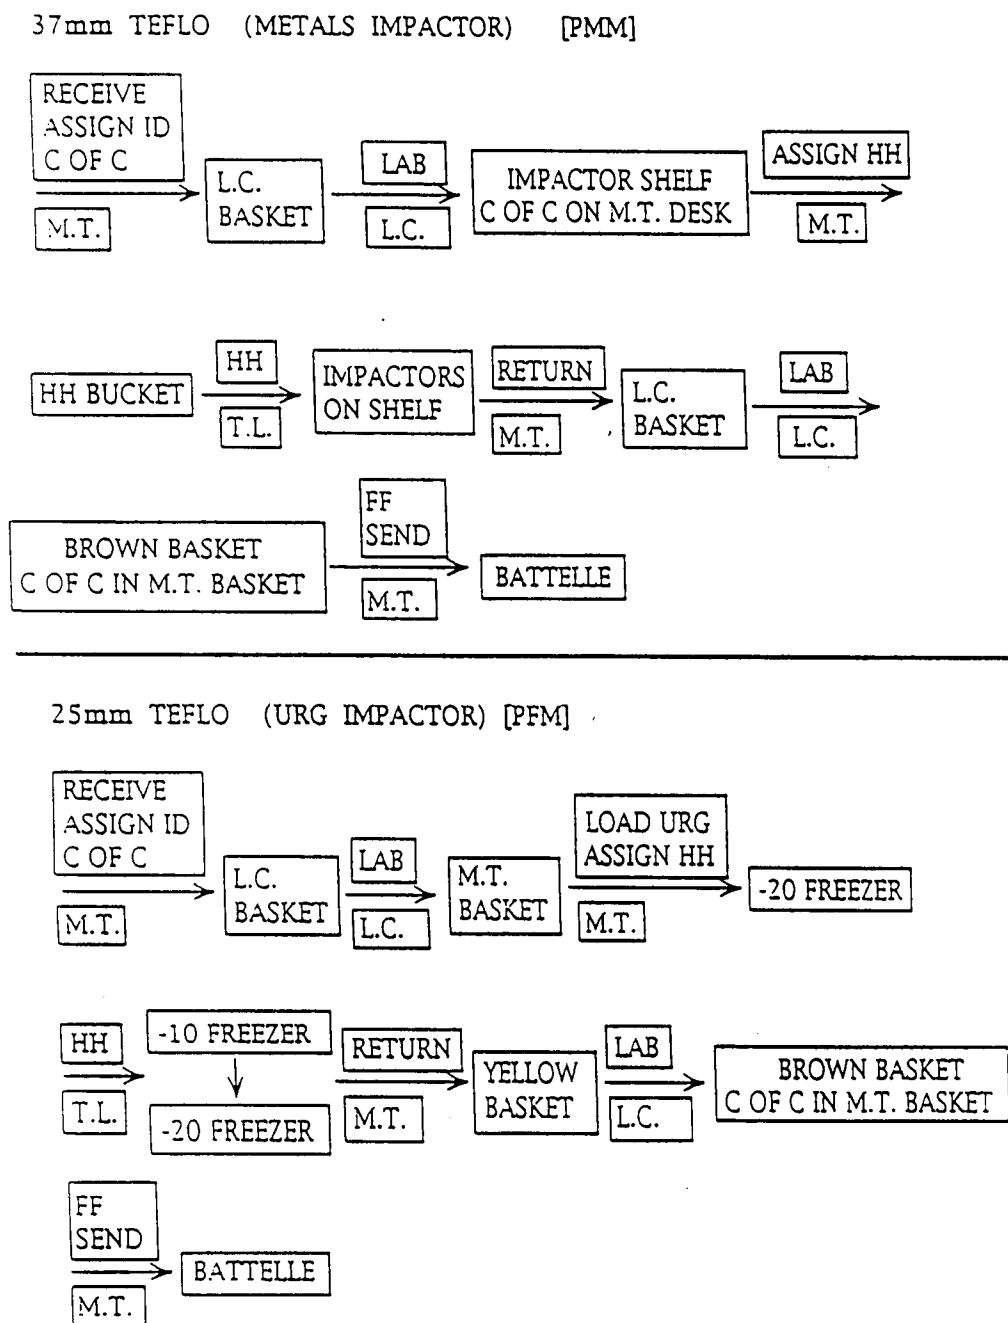 37mm TEFLO (METALS IMPACTOR) [PMM]
RECEIVE
ASSIGN ID
C OF C
M.T.
L.C.
BASKET
LAB
L.C.
IMPACTOR SHELF
C OF C ON M.T. DESK
ASSIGN HH
M.T.
HH BUCKET
HH
T.L.
IMPACTORS
ON SHELF
RETURN
M.T.
L.C.
BASKET
LAB
L.C.
BROWN BASKET
C OF C IN M.T. BASKET
FF
SEND
M.T.
BATTELLE
25mm TEFLO (URG IMPACTOR) [PFM]
RECEIVE
ASSIGN ID
C OF C
M.T.
L.C.
BASKET
LAB
L.C.
M.T.
BASKET
LOAD URG
ASSIGN HH
M.T.
-20 FREEZER
HH
T.L.
-10 FREEZER
-20 FREEZER
RETURN
M.T.
YELLOW
BASKET
LAB
L.C.
BROWN BASKET
C OF C IN M.T. BASKET
FF
SEND
M.T.
BATTELLE